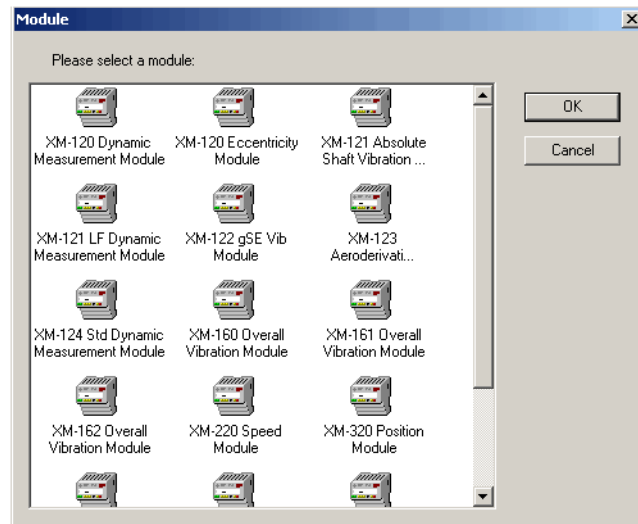 Module
Please select a module:
OK
Cancel
XM-120 Dynamic
Measurement Module
XM-120 Eccentricity
Module
XM-121 Absolute
Shaft Vibration ...
XM-121 LF Dynamic
Measurement Module
XM-122 gSE Vib
Module
XM-123
Aeroderivati...
XM-124 Std Dynamic
Measurement Module
XM-160 Overall
Vibration Module
XM-161 Overall
Vibration Module
XM-162 Overall
Vibration Module
XM-220 Speed
Module
XM-320 Position
Module